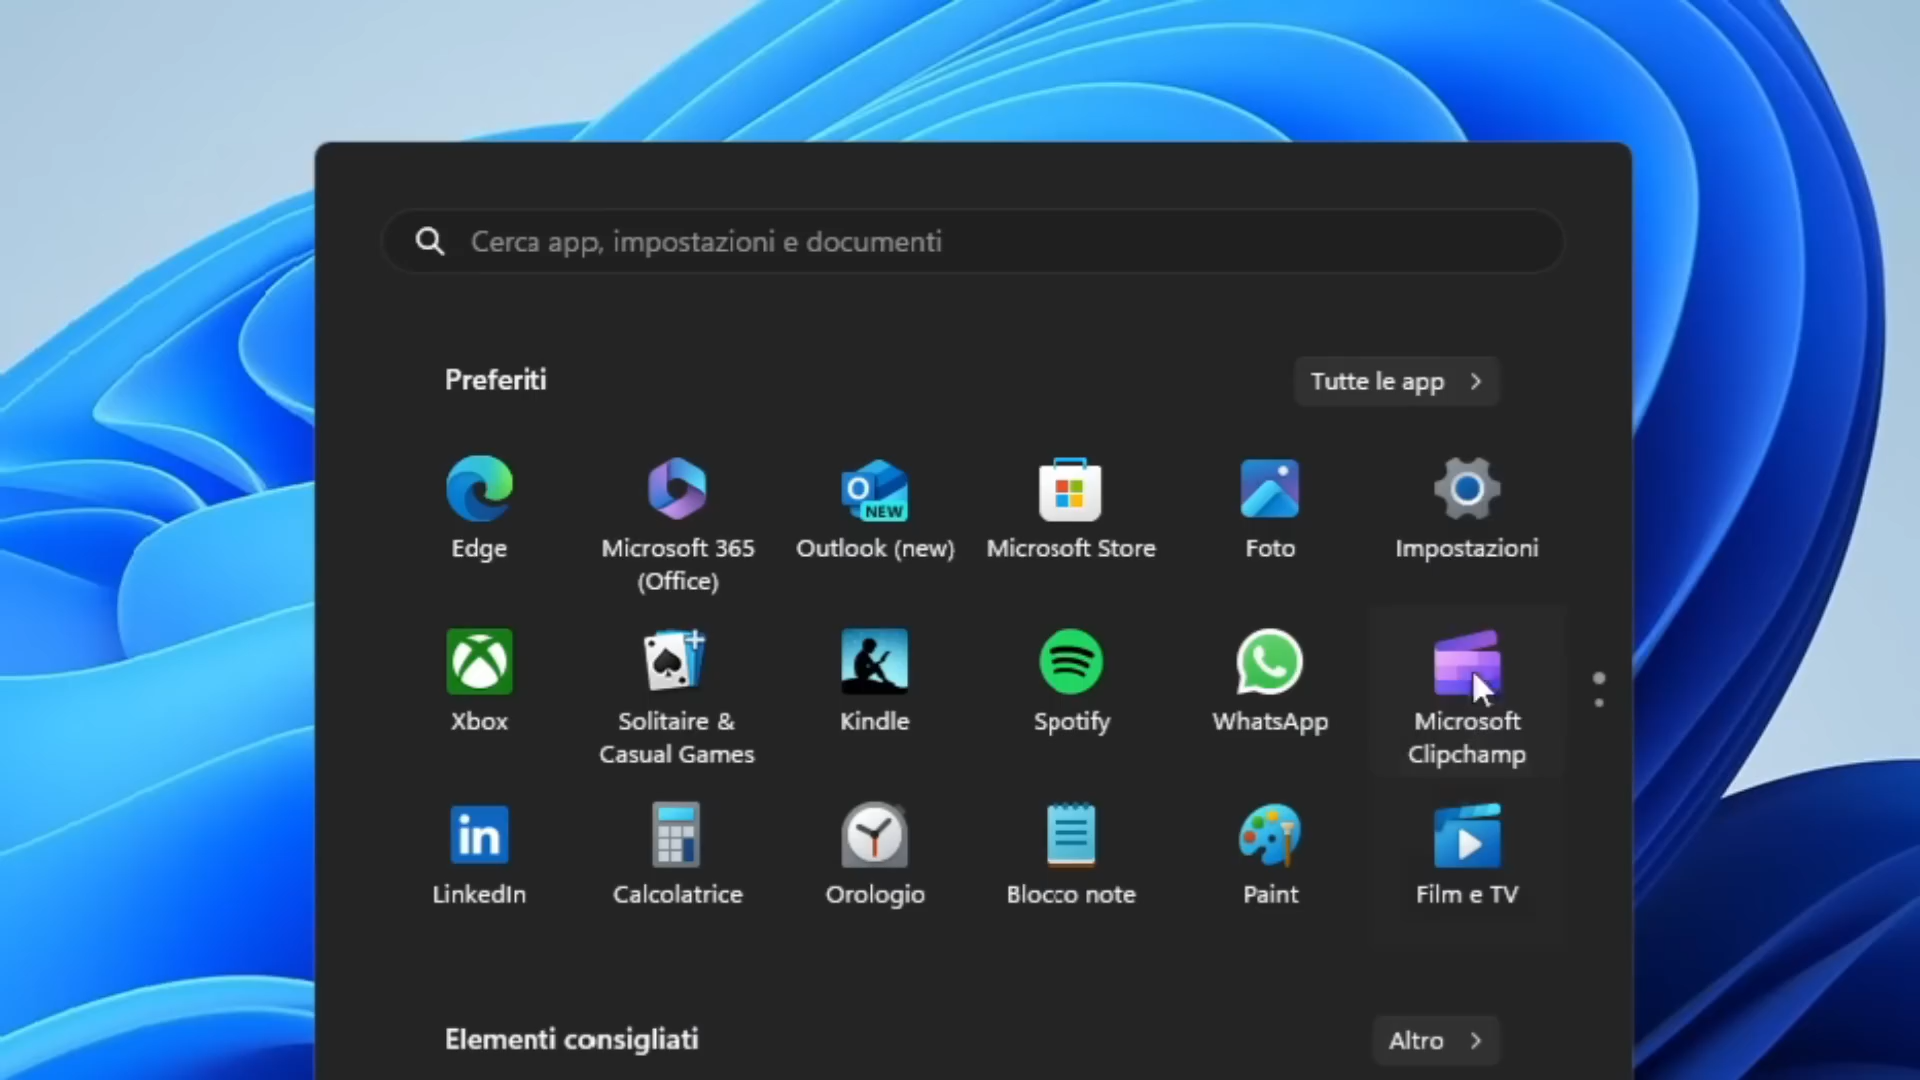 Cerca app, impostazioni e documenti
Preferiti
Tutte le app
NEW
Edge
Microsoft 365
(Office)
Outlook (new)
Microsoft Store
Foto
Impostazioni
Xbox
Solitaire &
Casual Games
Kindle
Spotify
WhatsApp
Microsoft
Clipchamp
in
LinkedIn
Calcolatrice
Orologio
Blocco note
Paint
Film e TV
Elementi consigliati
Altro